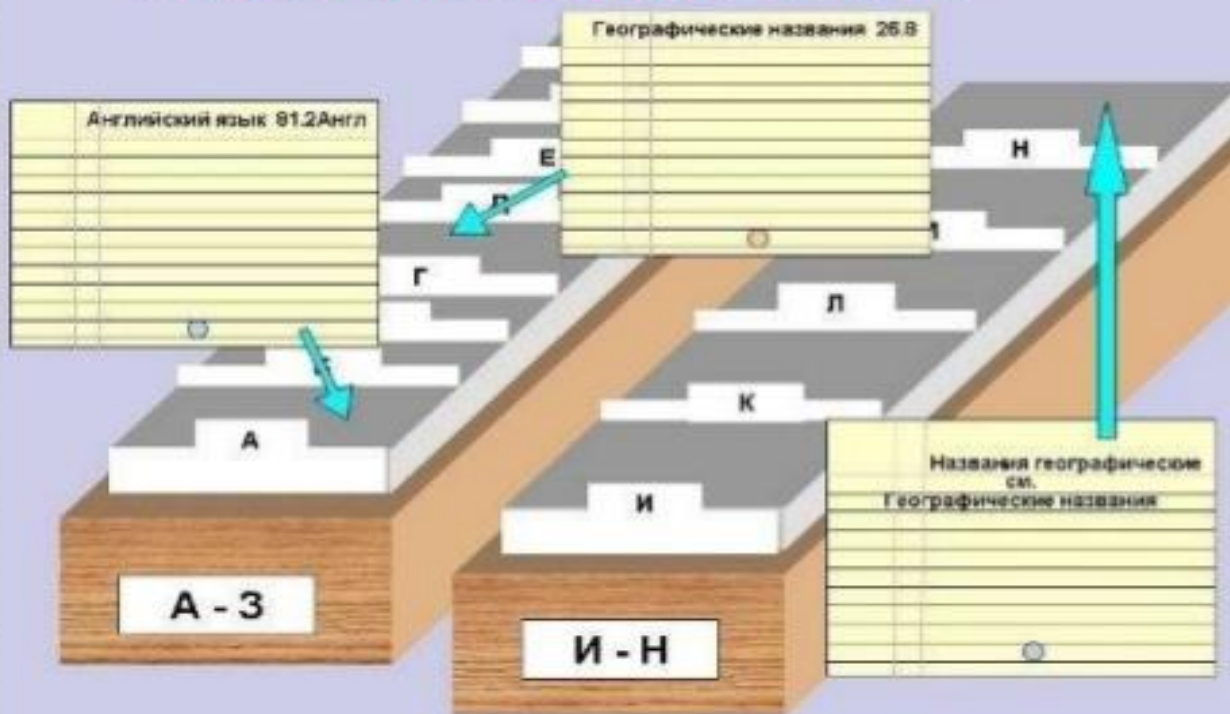 Географические названия 26.8
Английский язык 81.2Англ
Е
Д
Г
А
А - З
Н
Л
К
И
И - Н
Названия географические
см.
Географические названия